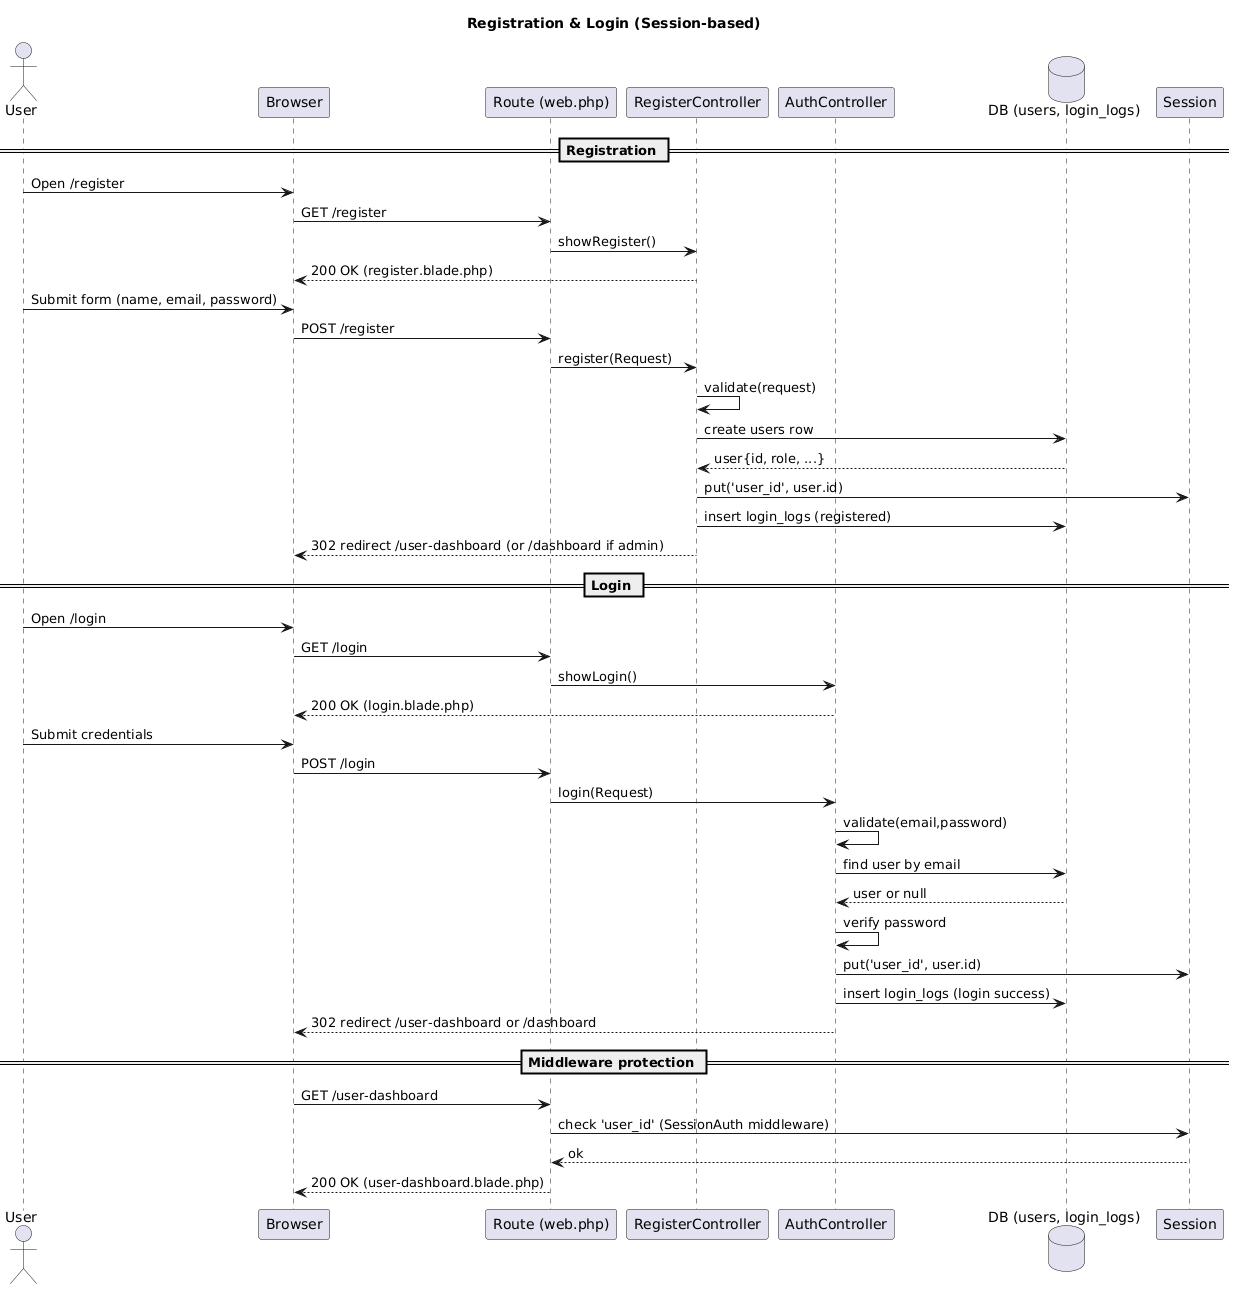 Registration & Login (Session-based)
User
Browser
Route (web.php)
RegisterController
AuthController
DB (users, login_logs)
Session
Registration
Open /register
GET /register
showRegister()
200 OK (register.blade.php)
Submit form (name, email, password)
POST /register
register(Request)
validate(request)
create users row
user{id, role, ...}
put('user_id', user.id)
insert login_logs (registered)
302 redirect /user-dashboard (or /dashboard if admin)
Login
Open /login
GET /login
showLogin()
200 OK (login.blade.php)
Submit credentials
POST /login
login(Request)
validate(email,password)
find user by email
user or null
verify password
put('user_id', user.id)
insert login_logs (login success)
302 redirect /user-dashboard or /dashboard
Middleware protection
GET /user-dashboard
check 'user_id' (SessionAuth middleware)
ok
200 OK (user-dashboard.blade.php)
User
Browser
Route (web.php)
RegisterController
AuthController
DB (users, login_logs)
Session